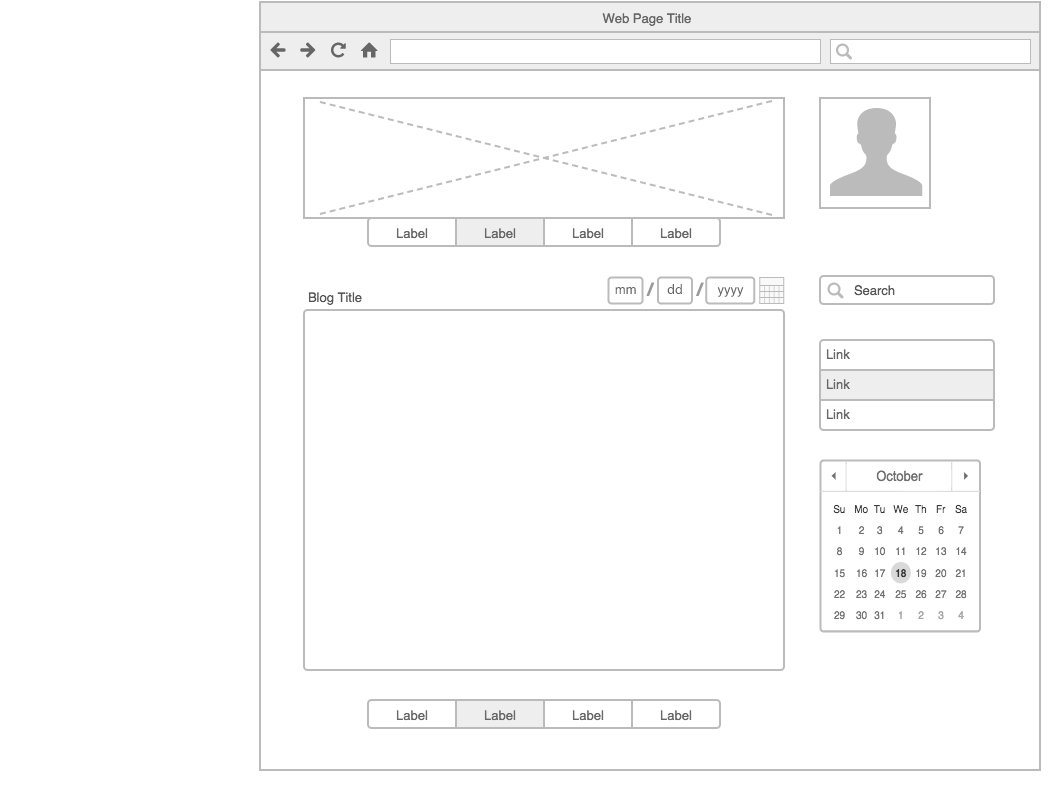 Web Page Title
Label Label Label Label
Blog Title
mm / dd / yyyy
Search
Link
Link
Link
October
Su Mo Tu We Th Fr Sa
1 2 3 4 5 6 7
8 9 10 11 12 13 14
15 16 17 18 19 20 21
22 23 24 25 26 27 28
29 30 31 1 2 3 4
Label Label Label Label